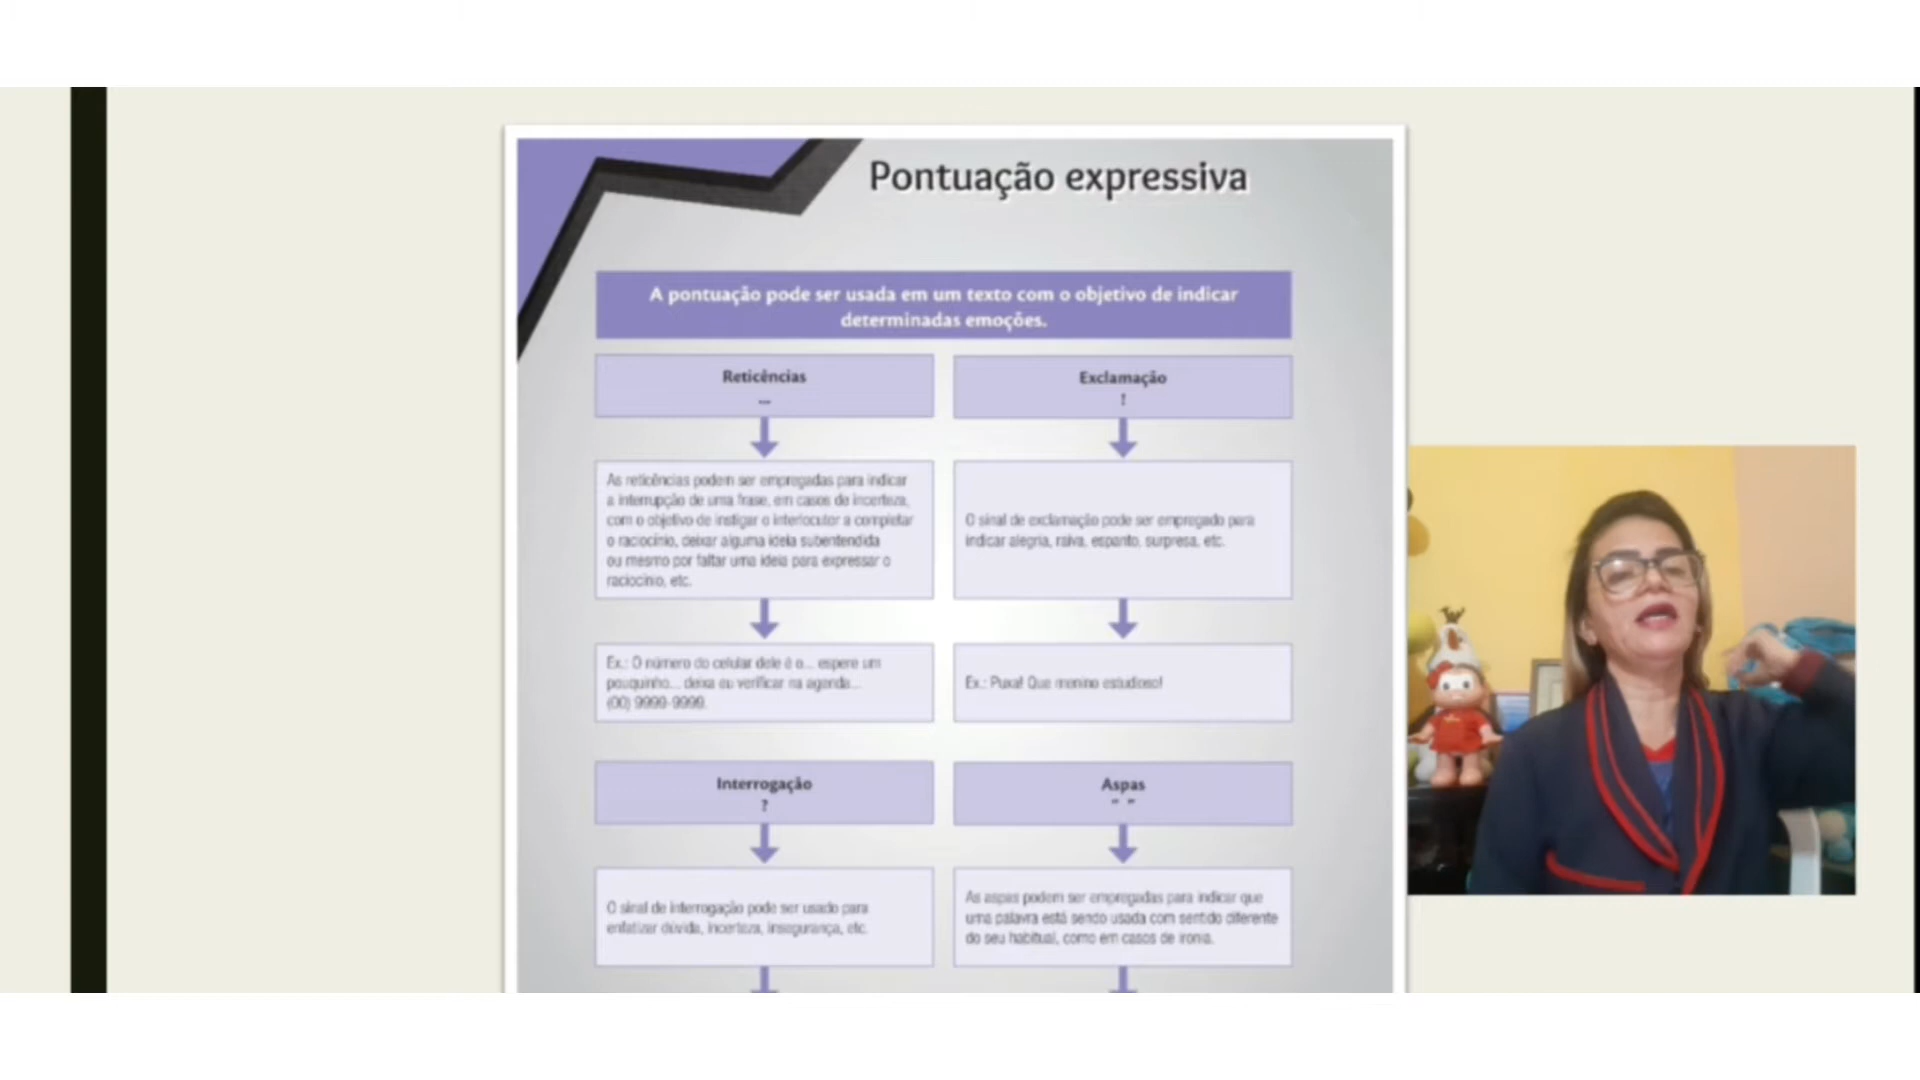 Pontuação expressiva
A pontuação pode ser usada em um texto com o objetivo de indicar
determinadas emoções.
Reticências
...
As reticências podem ser empregadas para indicar
a interrupção de uma frase, em casos de incerteza,
com o objetivo de instigar o interlocutor a completar
o raciocínio, deixar alguma ideia subentendida
ou mesmo por faltar uma ideia para expressar o
raciocínio, etc.
Ex.: O número do celular dele é o... espere um
pouquinho... deixa eu verificar na agenda...
(00) 9999-9999.
Exclamação
!
O sinal de exclamação pode ser empregado para
indicar alegria, raiva, espanto, surpresa, etc.
Ex.: Puxa! Que menino estudioso!
Interrogação
?
O sinal de interrogação pode ser usado para
enfatizar dúvida, incerteza, insegurança, etc.
Aspas
“ ”
As aspas podem ser empregadas para indicar que
uma palavra está sendo usada com sentido diferente
do seu habitual, como em casos de ironia.